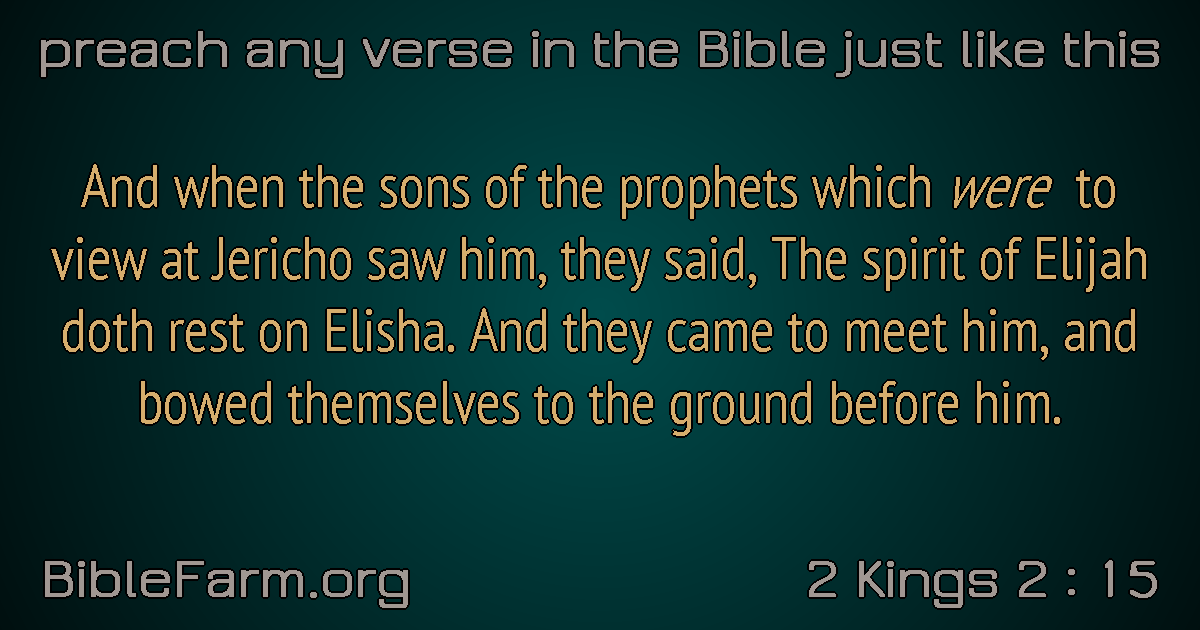 preach any verse in the Bible just like this
And when the sons of the prophets which were to
view at Jericho saw him, they said, The spirit of Elijah
doth rest on Elisha. And they came to meet him, and
bowed themselves to the ground before him.
BibleFarm.org
2 Kings 2 : 15